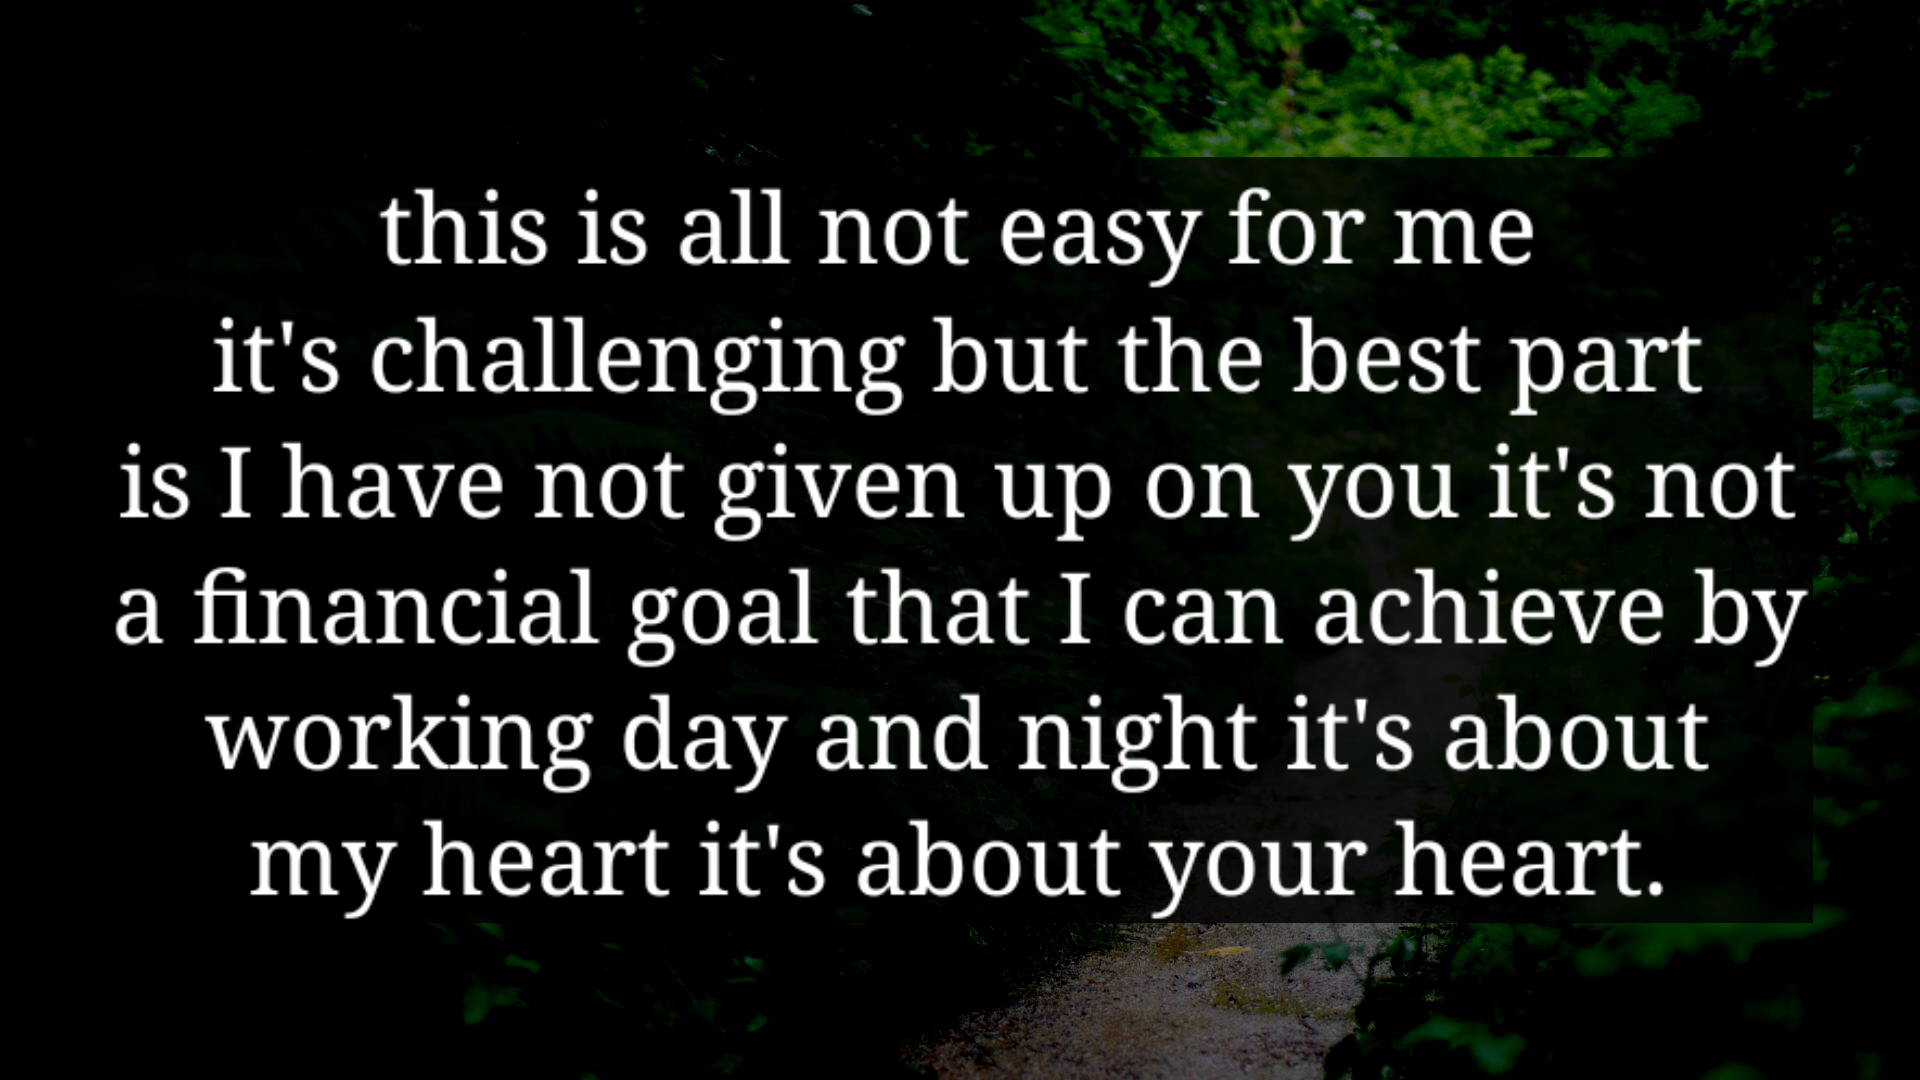 this is all not easy for me
it's challenging but the best part
is I have not given up on you it's not
a financial goal that I can achieve by
working day and night it's about
my heart it's about your heart.